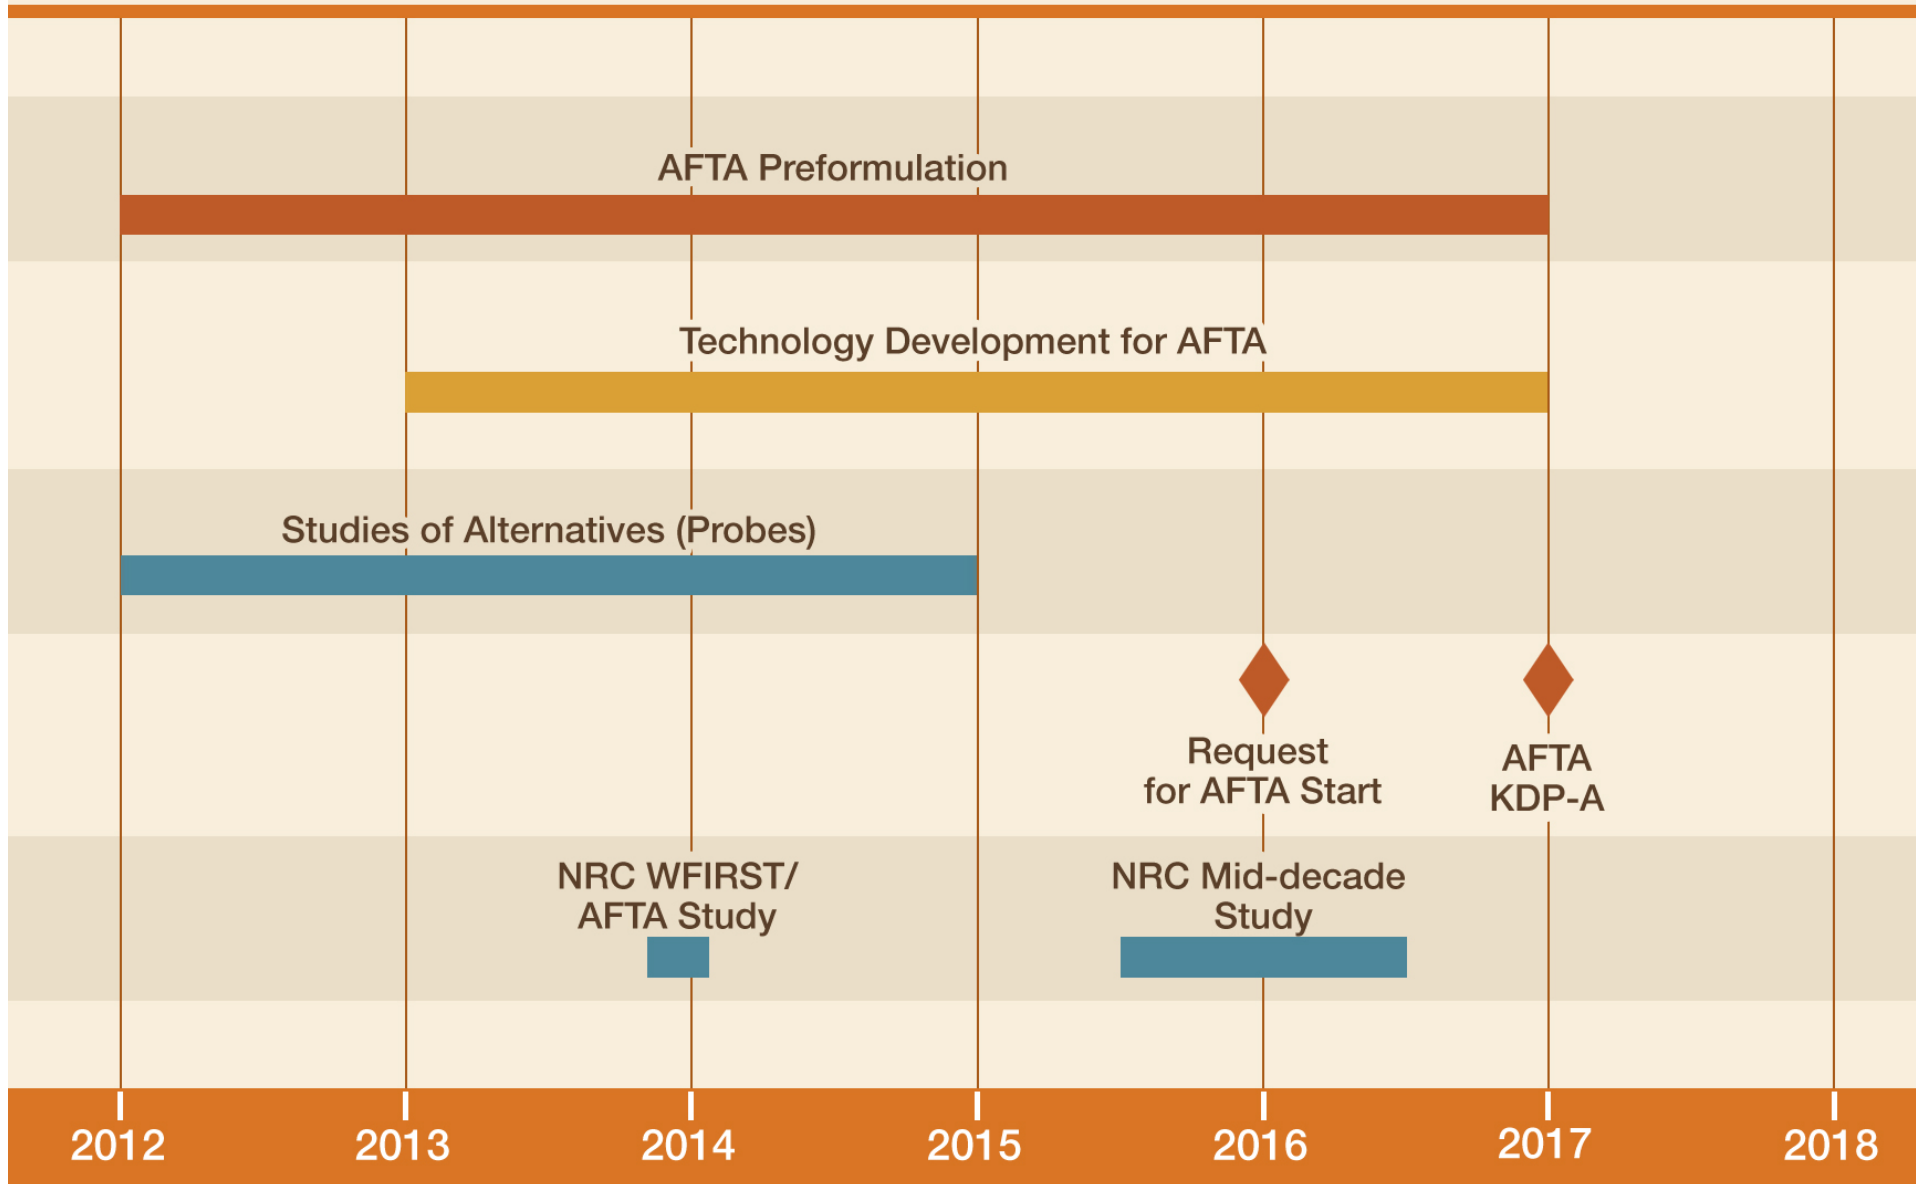 AFTA Preformulation
Technology Development for AFTA
Studies of Alternatives (Probes)
Request
for AFTA Start
AFTA
KDP-A
NRC WFIRST/
AFTA Study
NRC Mid-decade
Study
2012 2013 2014 2015 2016 2017 2018